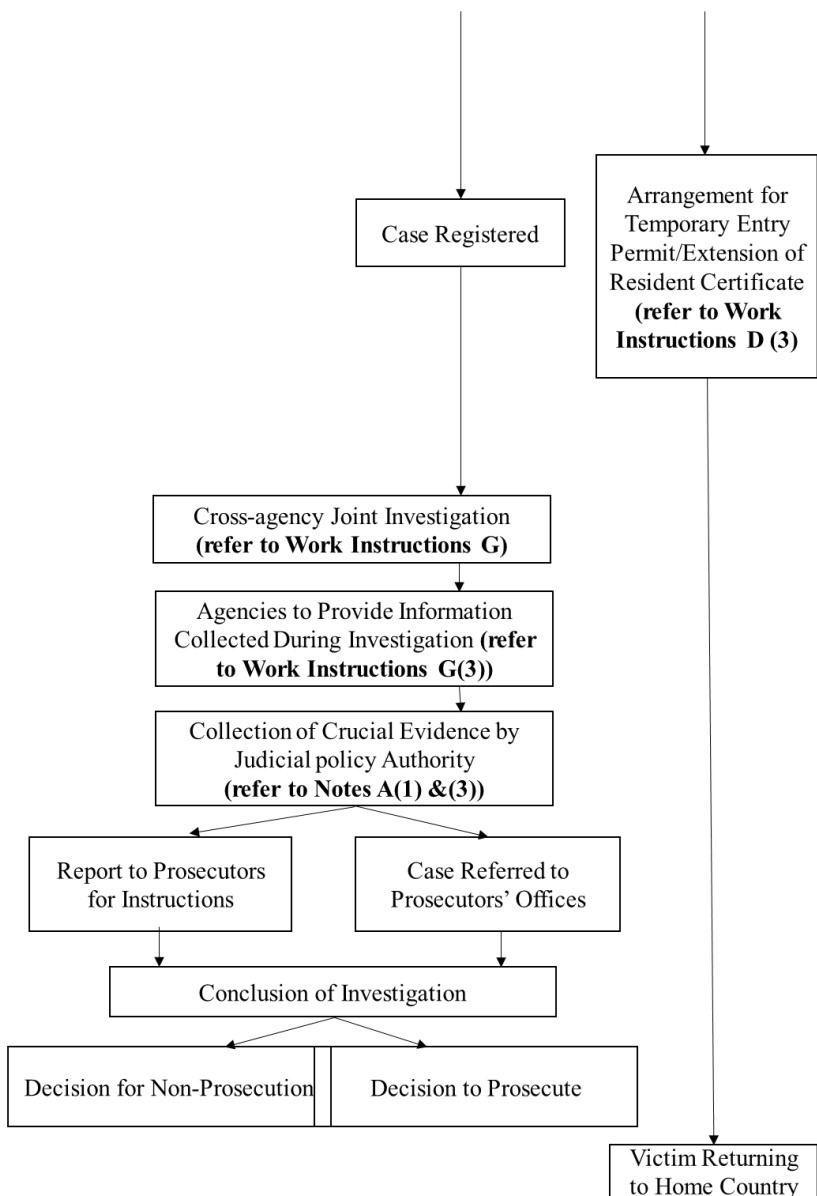 Case Registered
Arrangement for
Temporary Entry
Permit/Extension of
Resident Certificate
(refer to Work
Instructions D (3)
Cross-agency Joint Investigation
(refer to Work Instructions G)
Agencies to Provide Information
Collected During Investigation (refer
to Work Instructions G(3))
Collection of Crucial Evidence by
Judicial policy Authority
(refer to Notes A(1) &(3))
Report to Prosecutors
for Instructions
Case Referred to
Prosecutors’ Offices
Conclusion of Investigation
Decision for Non-Prosecution
Decision to Prosecute
Victim Returning
to Home Country